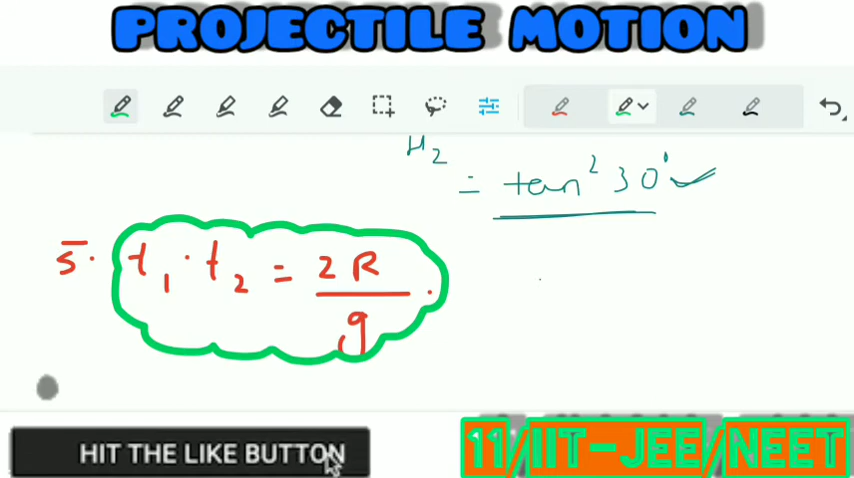 PROJECTILE MOTION
H₂
= tan² 30° ✓
5. t₁ · t₂ = 2R / g .
HIT THE LIKE BUTTON
11/IIT-JEE/NEET